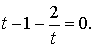 t − 1 − 2/t = 0.